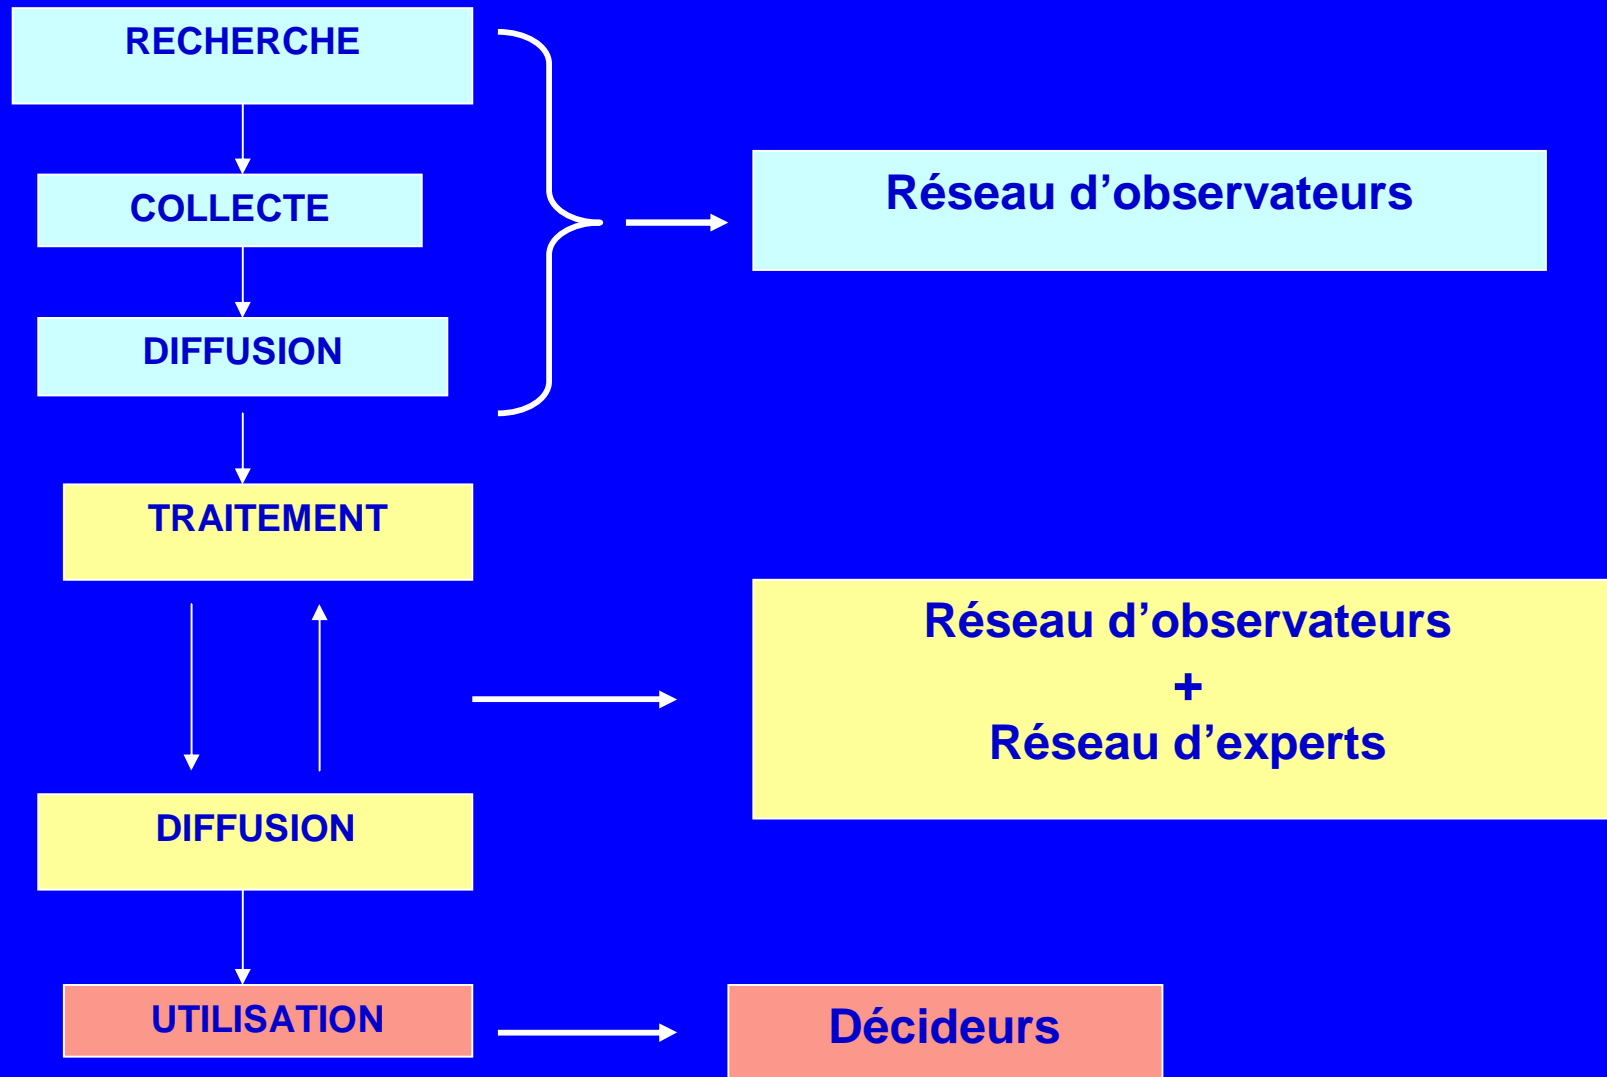 RECHERCHE
COLLECTE
DIFFUSION
Réseau d’observateurs
TRAITEMENT
DIFFUSION
Réseau d’observateurs
+
Réseau d’experts
UTILISATION
Décideurs